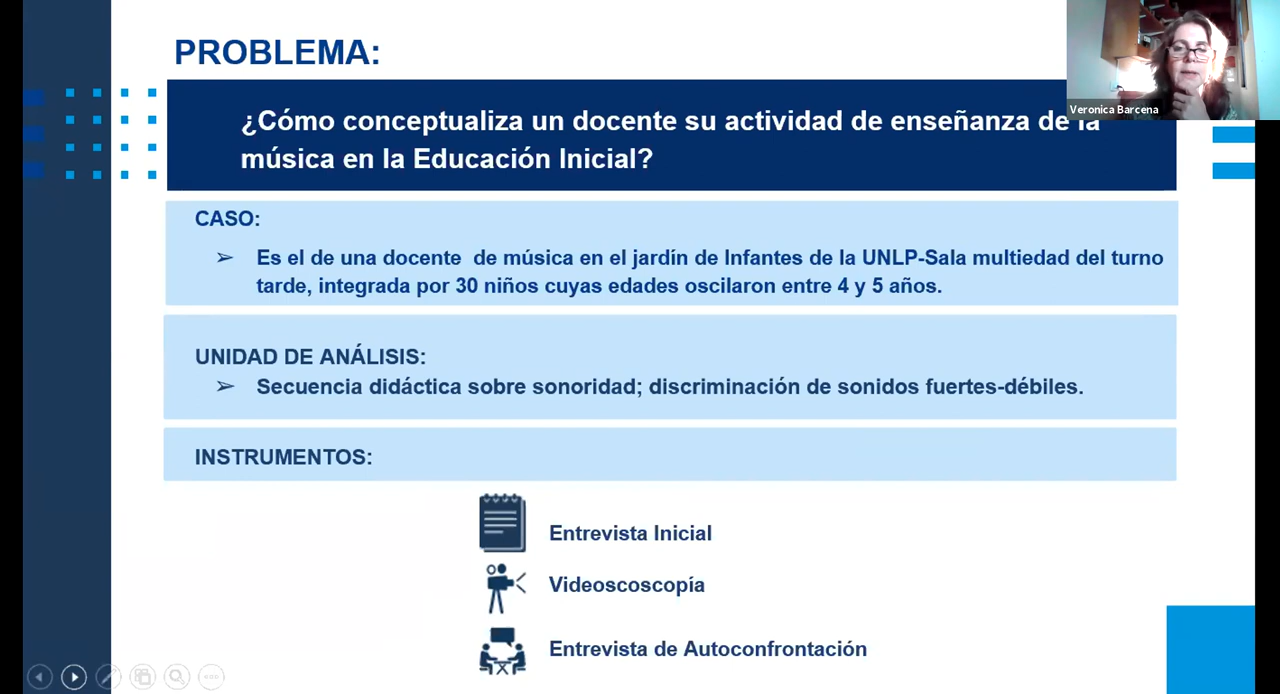 PROBLEMA:
Veronica Barcena
¿Cómo conceptualiza un docente su actividad de enseñanza de la
música en la Educación Inicial?
CASO:
➢ Es el de una docente de música en el jardín de Infantes de la UNLP-Sala multiedad del turno
tarde, integrada por 30 niños cuyas edades oscilaron entre 4 y 5 años.
UNIDAD DE ANÁLISIS:
➢ Secuencia didáctica sobre sonoridad; discriminación de sonidos fuertes-débiles.
INSTRUMENTOS:
Entrevista Inicial
Videoscoscopía
Entrevista de Autoconfrontación